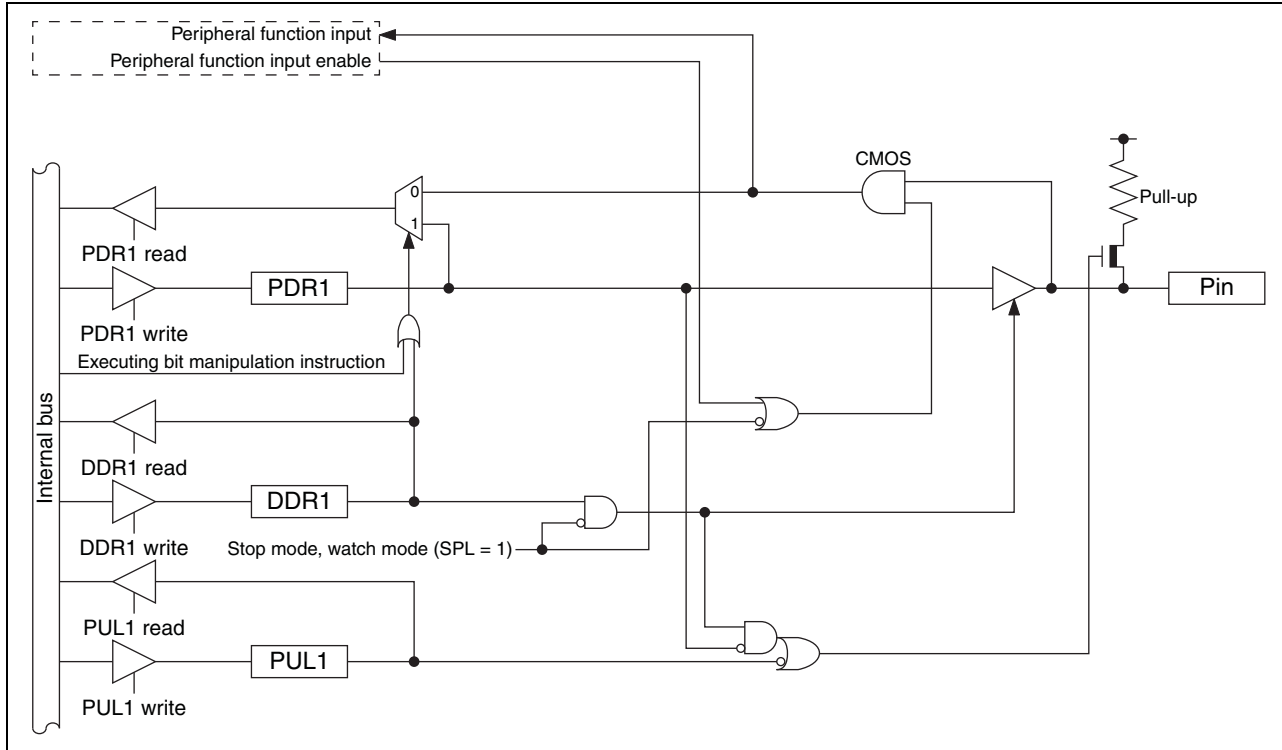 Peripheral function input
Peripheral function input enable
CMOS
Pull-up
0
1
PDR1 read
PDR1
Pin
PDR1 write
Executing bit manipulation instruction
Internal bus
DDR1 read
DDR1
DDR1 write
Stop mode, watch mode (SPL = 1)
PUL1 read
PUL1
PUL1 write